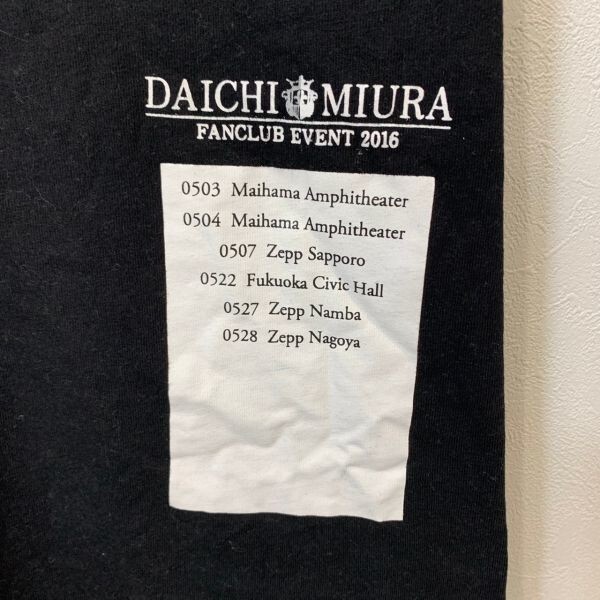 DAICHI MIURA
FANCLUB EVENT 2016
0503 Maihama Amphitheater
0504 Maihama Amphitheater
0507 Zepp Sapporo
0522 Fukuoka Civic Hall
0527 Zepp Namba
0528 Zepp Nagoya